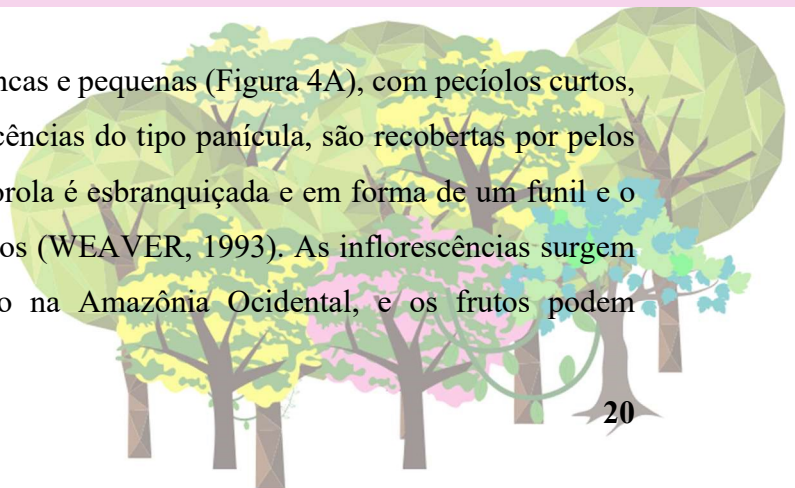 ncas e pequenas (Figura 4A), com pecíolos curtos,
cências do tipo panícula, são recobertas por pelos
orola é esbranquiçada e em forma de um funil e o
os (WEAVER, 1993). As inflorescências surgem
o na Amazônia Ocidental, e os frutos podem
20